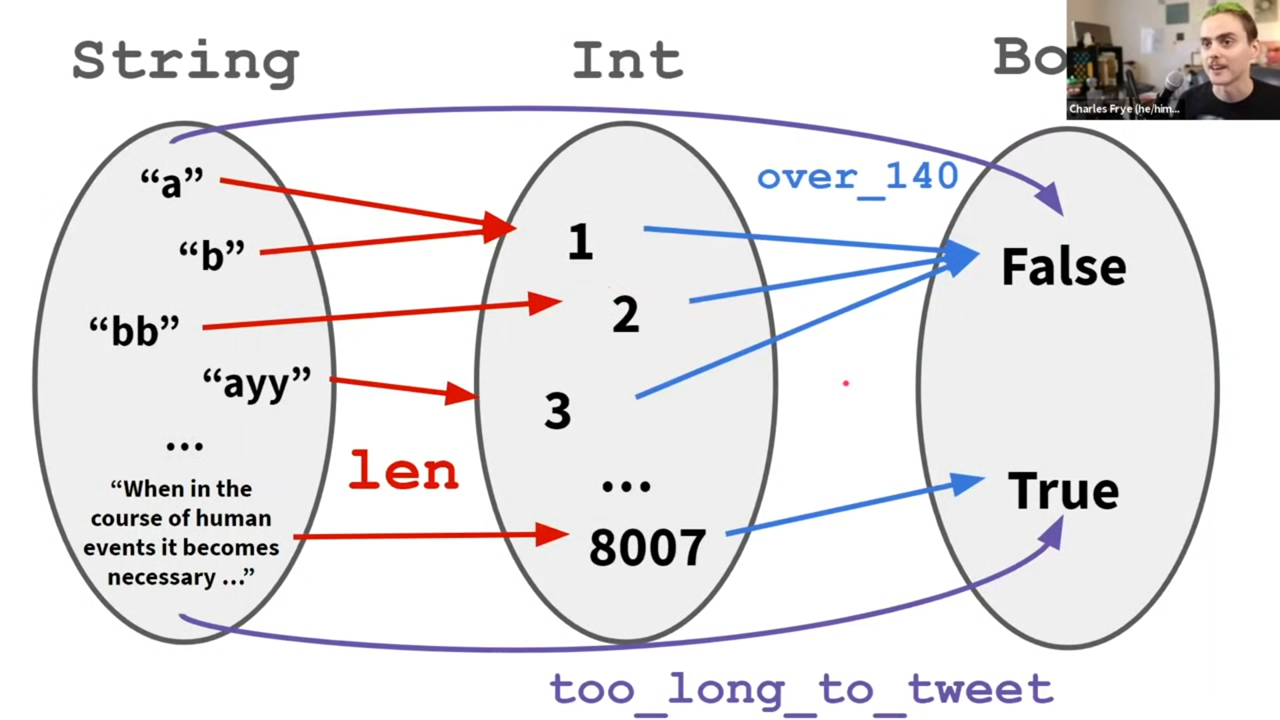 String
Int
Bo
Charles Frye (he/him...
“a”
“b”
“bb”
“ayy”
...
“When in the
course of human
events it becomes
necessary ...”
len
1
2
3
...
8007
over_140
False
True
too_long_to_tweet